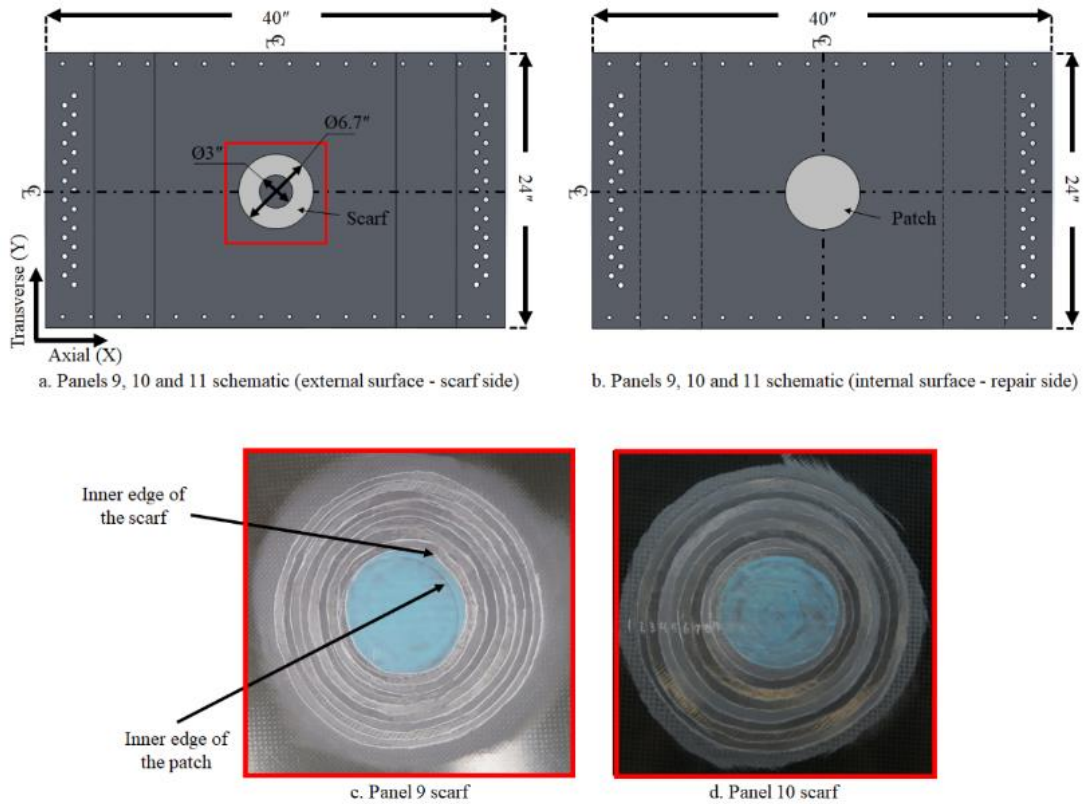 40″
40″
Ø6.7″
Ø3″
Scarf
24″
Patch
24″
Transverse (Y)
Axial (X)
a. Panels 9, 10 and 11 schematic (external surface - scarf side)
b. Panels 9, 10 and 11 schematic (internal surface - repair side)
Inner edge of
the scarf
Inner edge of
the patch
c. Panel 9 scarf
d. Panel 10 scarf